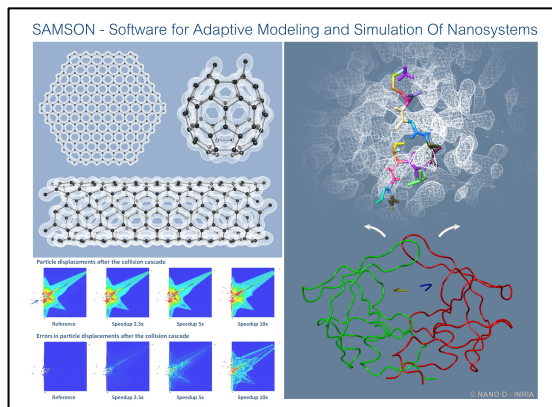 SAMSON - Software for Adaptive Modeling and Simulation Of Nanosystems
Particle displacements after the collision cascade
Reference
Speedup 2.5x
Speedup 5x
Speedup 10x
Errors in particle displacements after the collision cascade
Reference
Speedup 2.5x
Speedup 5x
Speedup 10x
© NANO-D - INRIA